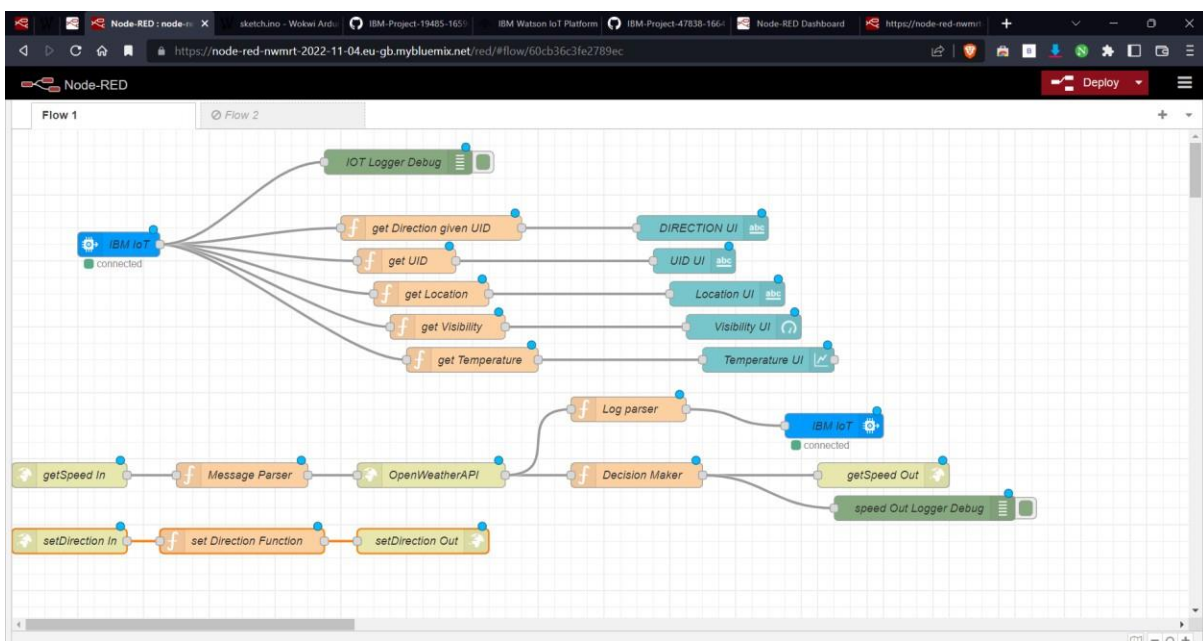 Node-RED : node-re
sketch.ino - Wokwi Ardu
IBM-Project-19485-1659
IBM Watson IoT Platform
IBM-Project-47838-1664
Node-RED Dashboard
https://node-red-nwmrt
https://node-red-nwmrt-2022-11-04.eu-gb.mybluemix.net/red/#flow/60cb36c3fe2789ec
Node-RED
Deploy
Flow 1
Flow 2
IOT Logger Debug
get Direction given UID
DIRECTION UI abc
IBM IoT
connected
get UID
UID UI abc
get Location
Location UI abc
get Visibility
Visibility UI
get Temperature
Temperature UI
Log parser
IBM IoT
connected
getSpeed In
Message Parser
OpenWeatherAPI
Decision Maker
getSpeed Out
speed Out Logger Debug
setDirection In
set Direction Function
setDirection Out